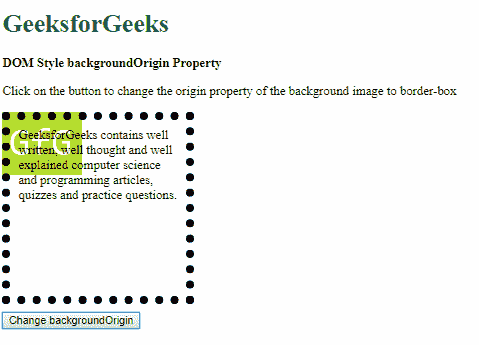 GeeksforGeeks
DOM Style backgroundOrigin Property
Click on the button to change the origin property of the background image to border-box
GfG
GeeksforGeeks contains well
written, well thought and well
explained computer science
and programming articles,
quizzes and practice questions.
Change backgroundOrigin